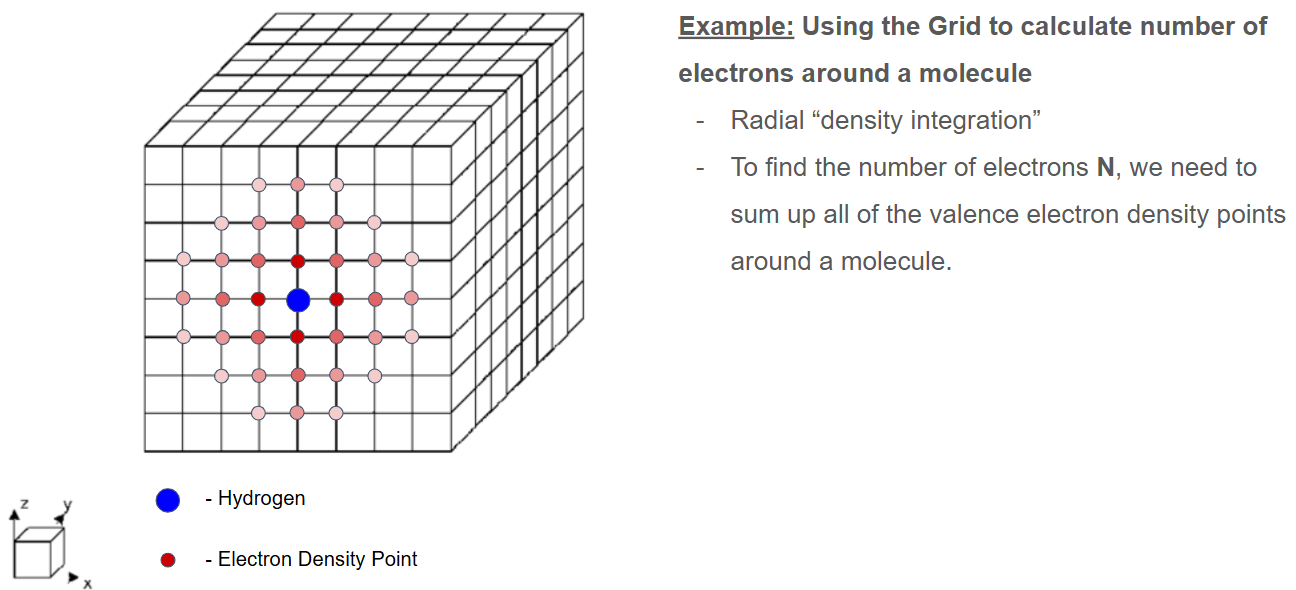 Example: Using the Grid to calculate number of
electrons around a molecule
- Radial “density integration”
- To find the number of electrons N, we need to
sum up all of the valence electron density points
around a molecule.
- Hydrogen
- Electron Density Point
z
y
x